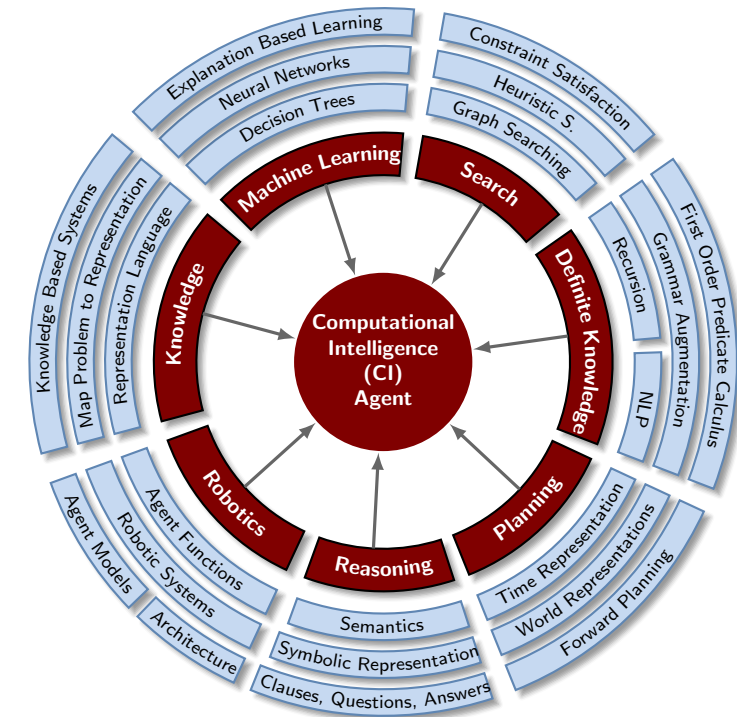 Computational
Intelligence
(CI)
Agent
Machine Learning
Decision Trees
Neural Networks
Explanation Based Learning
Search
Graph Searching
Heuristic S.
Constraint Satisfaction
Definite Knowledge
Recursion
NLP
Grammar Augmentation
First Order Predicate Calculus
Planning
Time Representation
World Representations
Forward Planning
Reasoning
Semantics
Symbolic Representation
Clauses, Questions, Answers
Robotics
Agent Functions
Robotic Systems
Agent Models
Architecture
Knowledge
Representation Language
Map Problem to Representation
Knowledge Based Systems